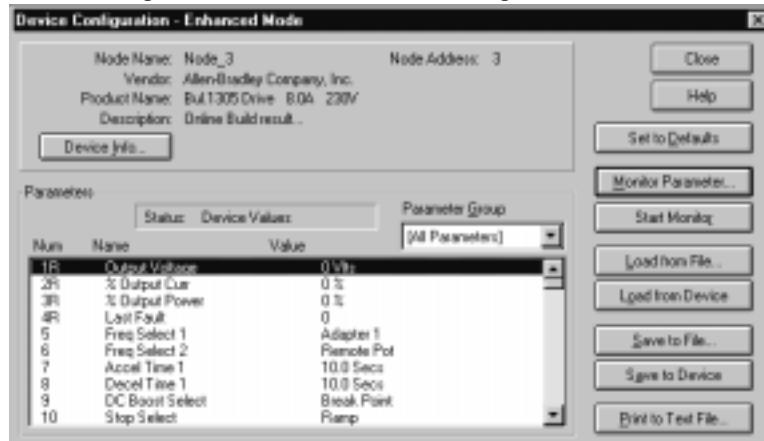 Device Configuration - Enhanced Mode
Node Name: Node_3 Node Address: 3
Vendor: Allen-Bradley Company, Inc.
Product Name: Bul.1305 Drive 8.0A 230V
Description: Online Build result...
Device Info...
Close
Help
Set to Defaults
Monitor Parameter...
Start Monitor
Load from File...
Load from Device
Save to File...
Save to Device
Print to Text File...
Parameters
Status: Device Values
Parameter Group
[All Parameters]
Num Name Value
1R Output Voltage 0 Vlts
2R % Output Curr 0 %
3R % Output Power 0 %
4R Last Fault 0
5 Freq Select 1 Adapter 1
6 Freq Select 2 Remote Pot
7 Accel Time 1 10.0 Secs
8 Decel Time 1 10.0 Secs
9 DC Boost Select Break Point
10 Stop Select Ramp